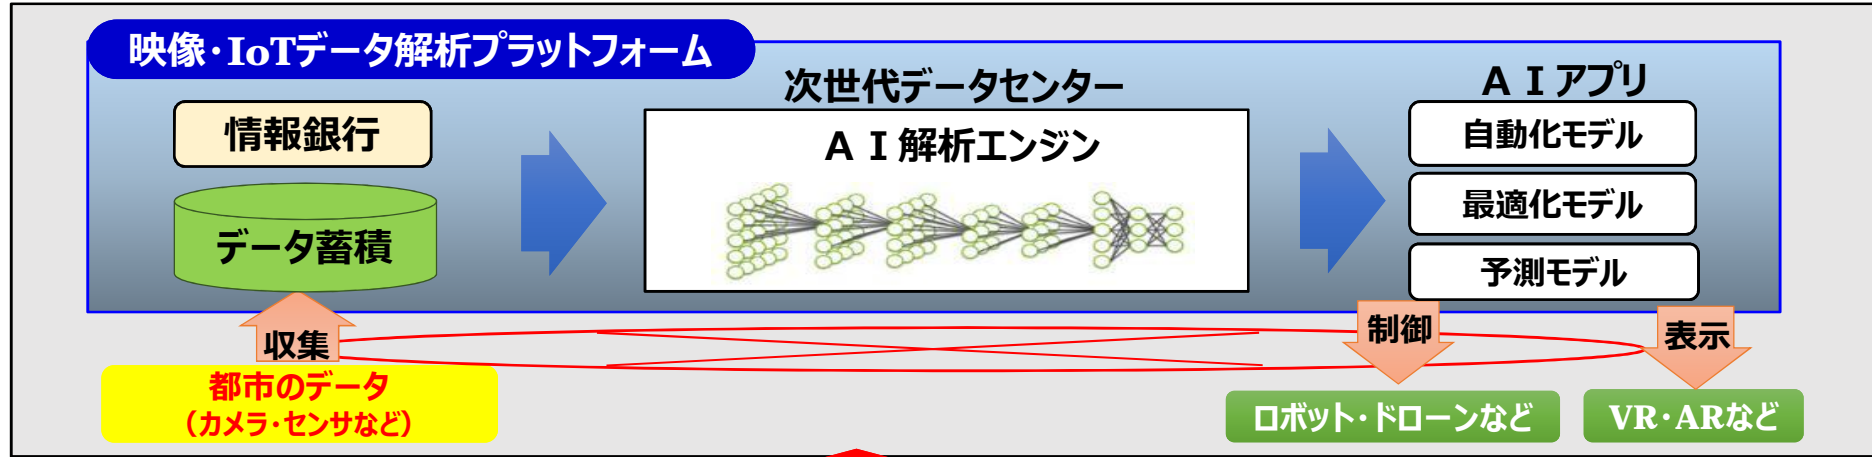 映像・IoTデータ解析プラットフォーム
次世代データセンター
ＡＩアプリ
情報銀行
データ蓄積
ＡＩ解析エンジン
自動化モデル
最適化モデル
予測モデル
収集
制御
表示
都市のデータ
（カメラ・センサなど）
ロボット・ドローンなど
VR・ARなど